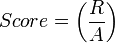 Score = (R/A)